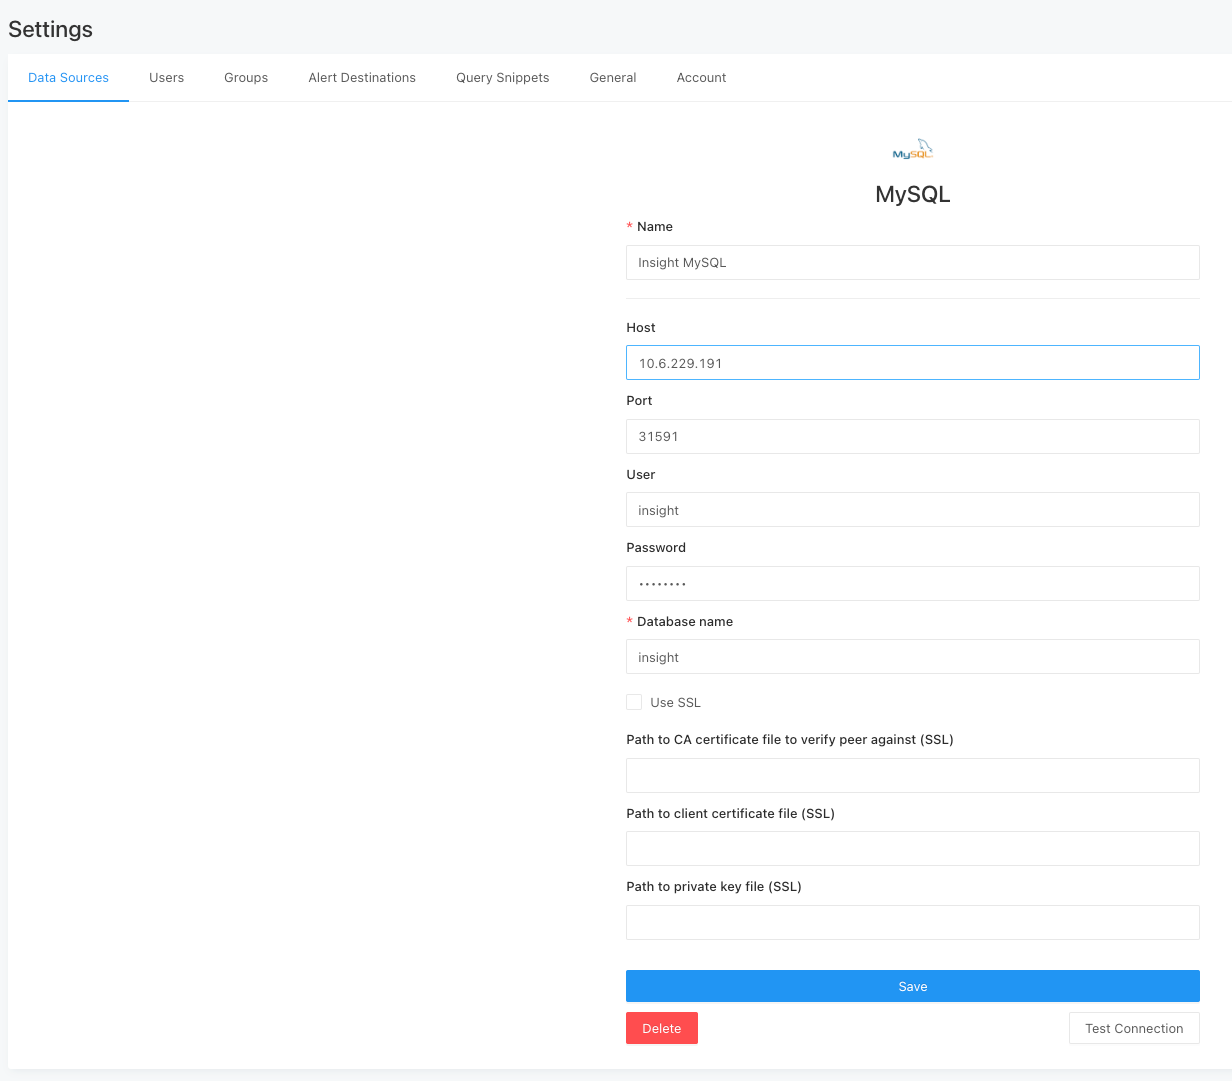 Settings
Data Sources Users Groups Alert Destinations Query Snippets General Account
MySQL
MySQL
* Name
Insight MySQL
Host
10.6.229.191
Port
31591
User
insight
Password
••••••••
* Database name
insight
Use SSL
Path to CA certificate file to verify peer against (SSL)
Path to client certificate file (SSL)
Path to private key file (SSL)
Save
Delete Test Connection